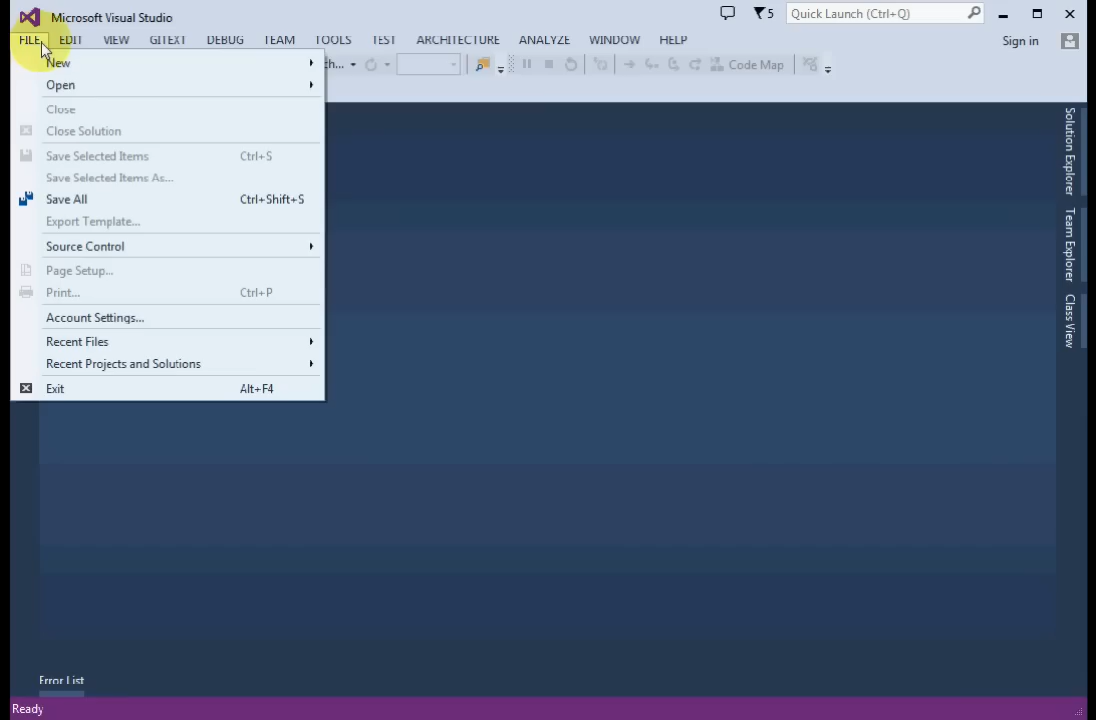 Microsoft Visual Studio
5
Quick Launch (Ctrl+Q)
FILE EDIT VIEW GITEXT DEBUG TEAM TOOLS TEST ARCHITECTURE ANALYZE WINDOW HELP
Sign in
New
ch...
Code Map
Open
Close
Close Solution
Save Selected Items Ctrl+S
Save Selected Items As...
Save All Ctrl+Shift+S
Export Template...
Source Control
Page Setup...
Print... Ctrl+P
Account Settings...
Recent Files
Recent Projects and Solutions
Exit Alt+F4
Solution Explorer
Team Explorer
Class View
Error List
Ready